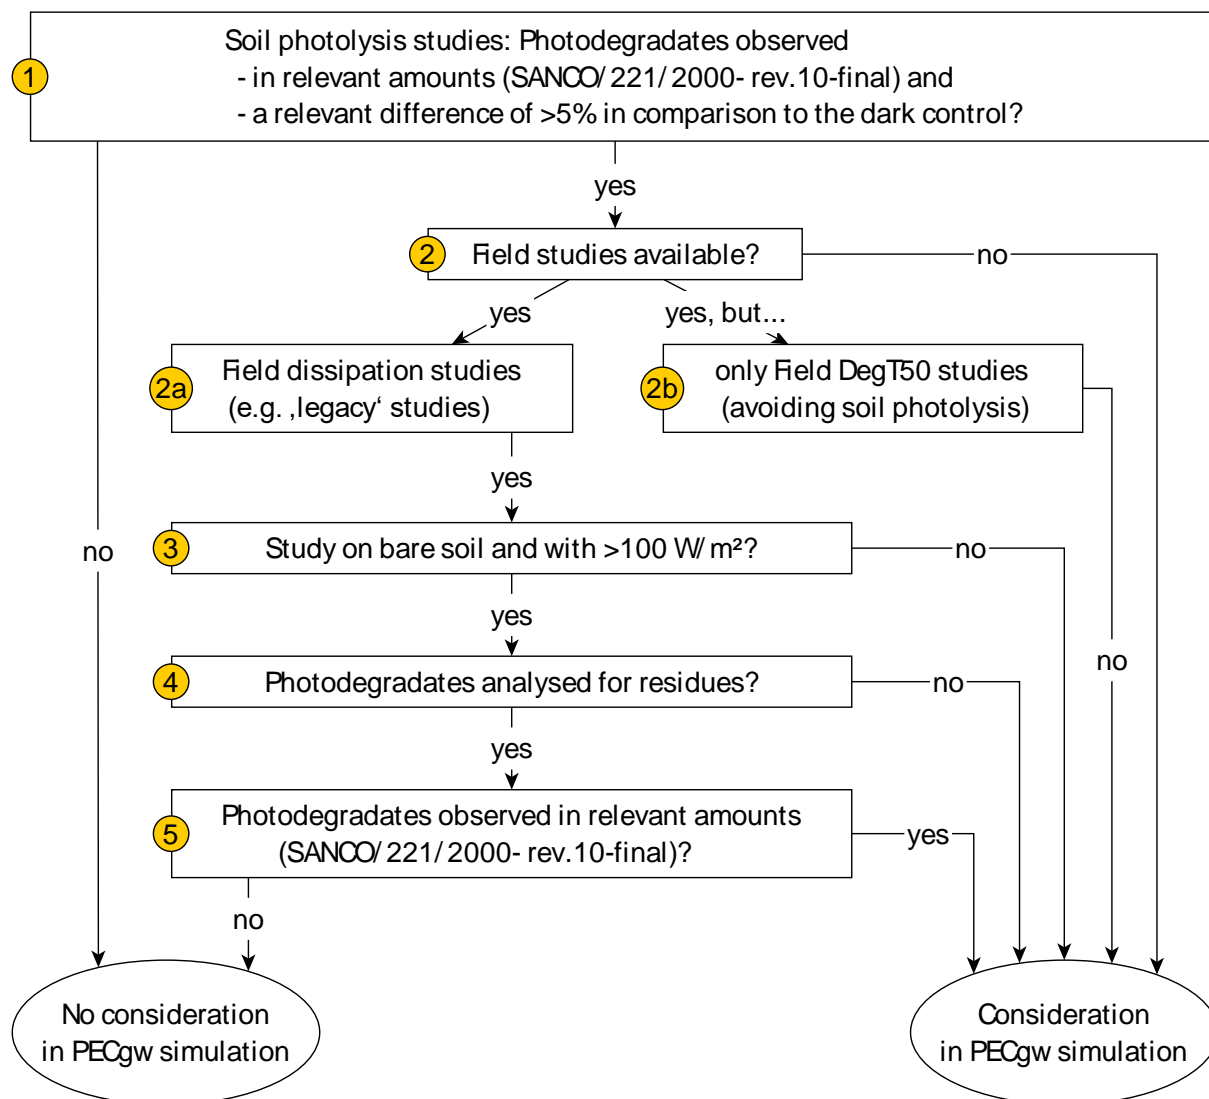 1
Soil photolysis studies: Photodegradates observed
- in relevant amounts (SANCO/221/2000-rev.10-final) and
- a relevant difference of >5% in comparison to the dark control?
yes
2
Field studies available?
no
yes
yes, but...
2a
Field dissipation studies
(e.g. ‚legacy‘ studies)
2b
only Field DegT50 studies
(avoiding soil photolysis)
yes
no
3
Study on bare soil and with >100 W/m²?
no
yes
no
4
Photodegradates analysed for residues?
no
yes
5
Photodegradates observed in relevant amounts
(SANCO/221/2000-rev.10-final)?
yes
no
No consideration
in PECgw simulation
Consideration
in PECgw simulation